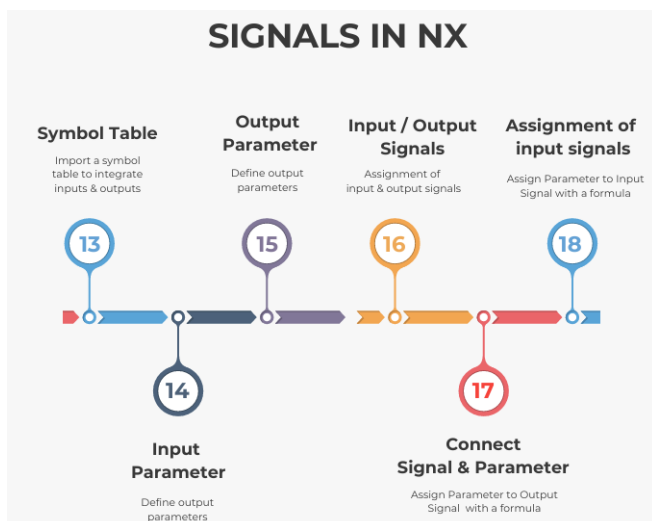 SIGNALS IN NX
Symbol Table
Import a symbol
table to integrate
inputs & outputs
13
14
Input
Parameter
Define output
parameters
Output
Parameter
Define output
parameters
15
Input / Output
Signals
Assignment of
input & output signals
16
17
Connect
Signal & Parameter
Assign Parameter to Output
Signal with a formula
Assignment of
input signals
Assign Parameter to Input
Signal with a formula
18